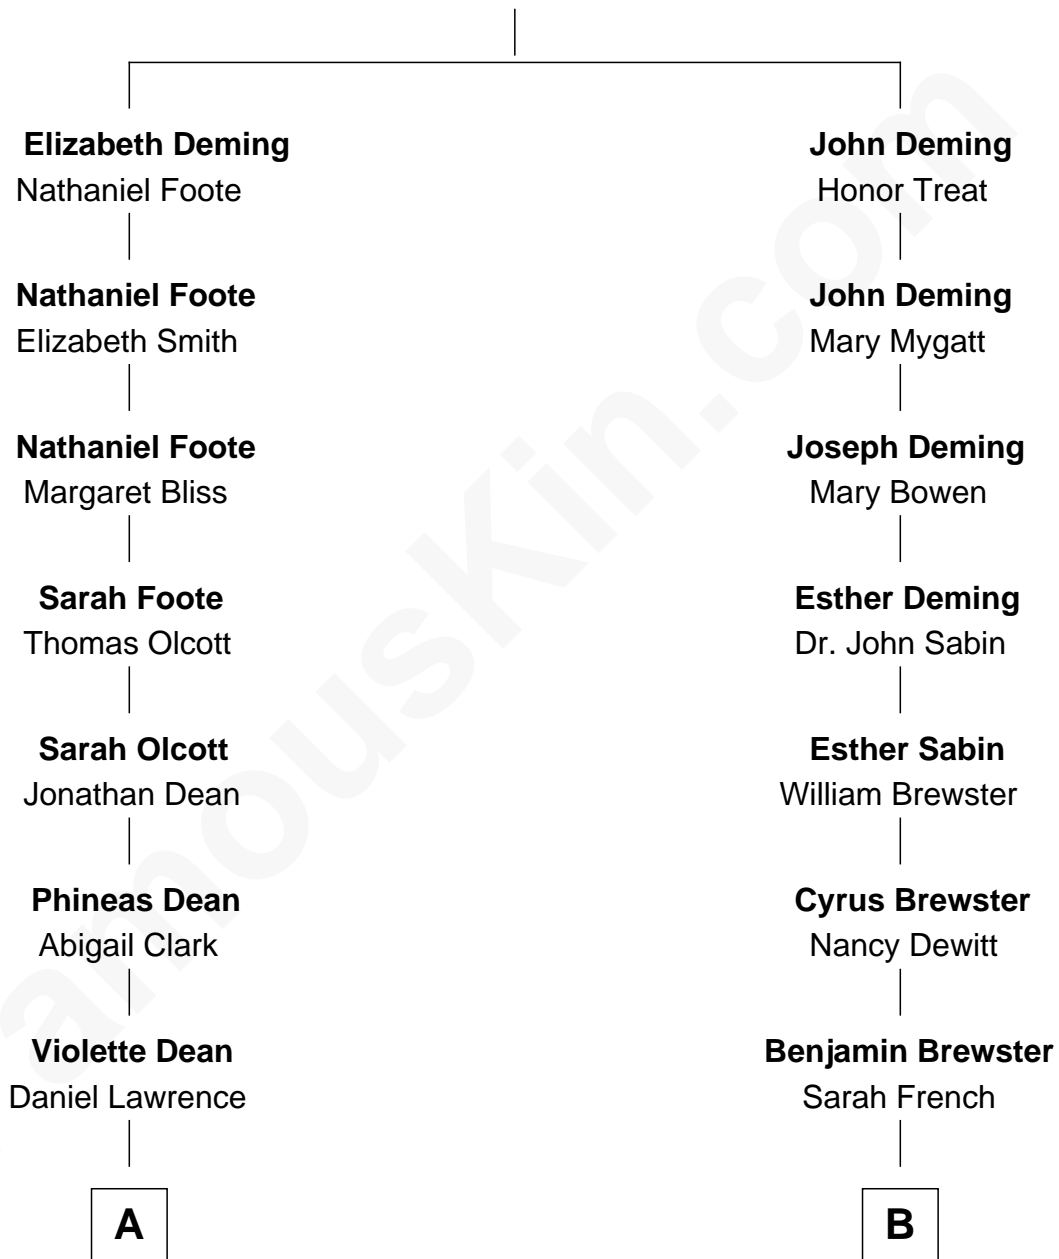 Elizabeth Deming
Nathaniel Foote
John Deming
Honor Treat
Nathaniel Foote
Elizabeth Smith
John Deming
Mary Mygatt
Nathaniel Foote
Margaret Bliss
Joseph Deming
Mary Bowen
Sarah Foote
Thomas Olcott
Esther Deming
Dr. John Sabin
Sarah Olcott
Jonathan Dean
Esther Sabin
William Brewster
Phineas Dean
Abigail Clark
Cyrus Brewster
Nancy Dewitt
Violette Dean
Daniel Lawrence
Benjamin Brewster
Sarah French
A
B
amousKin.com